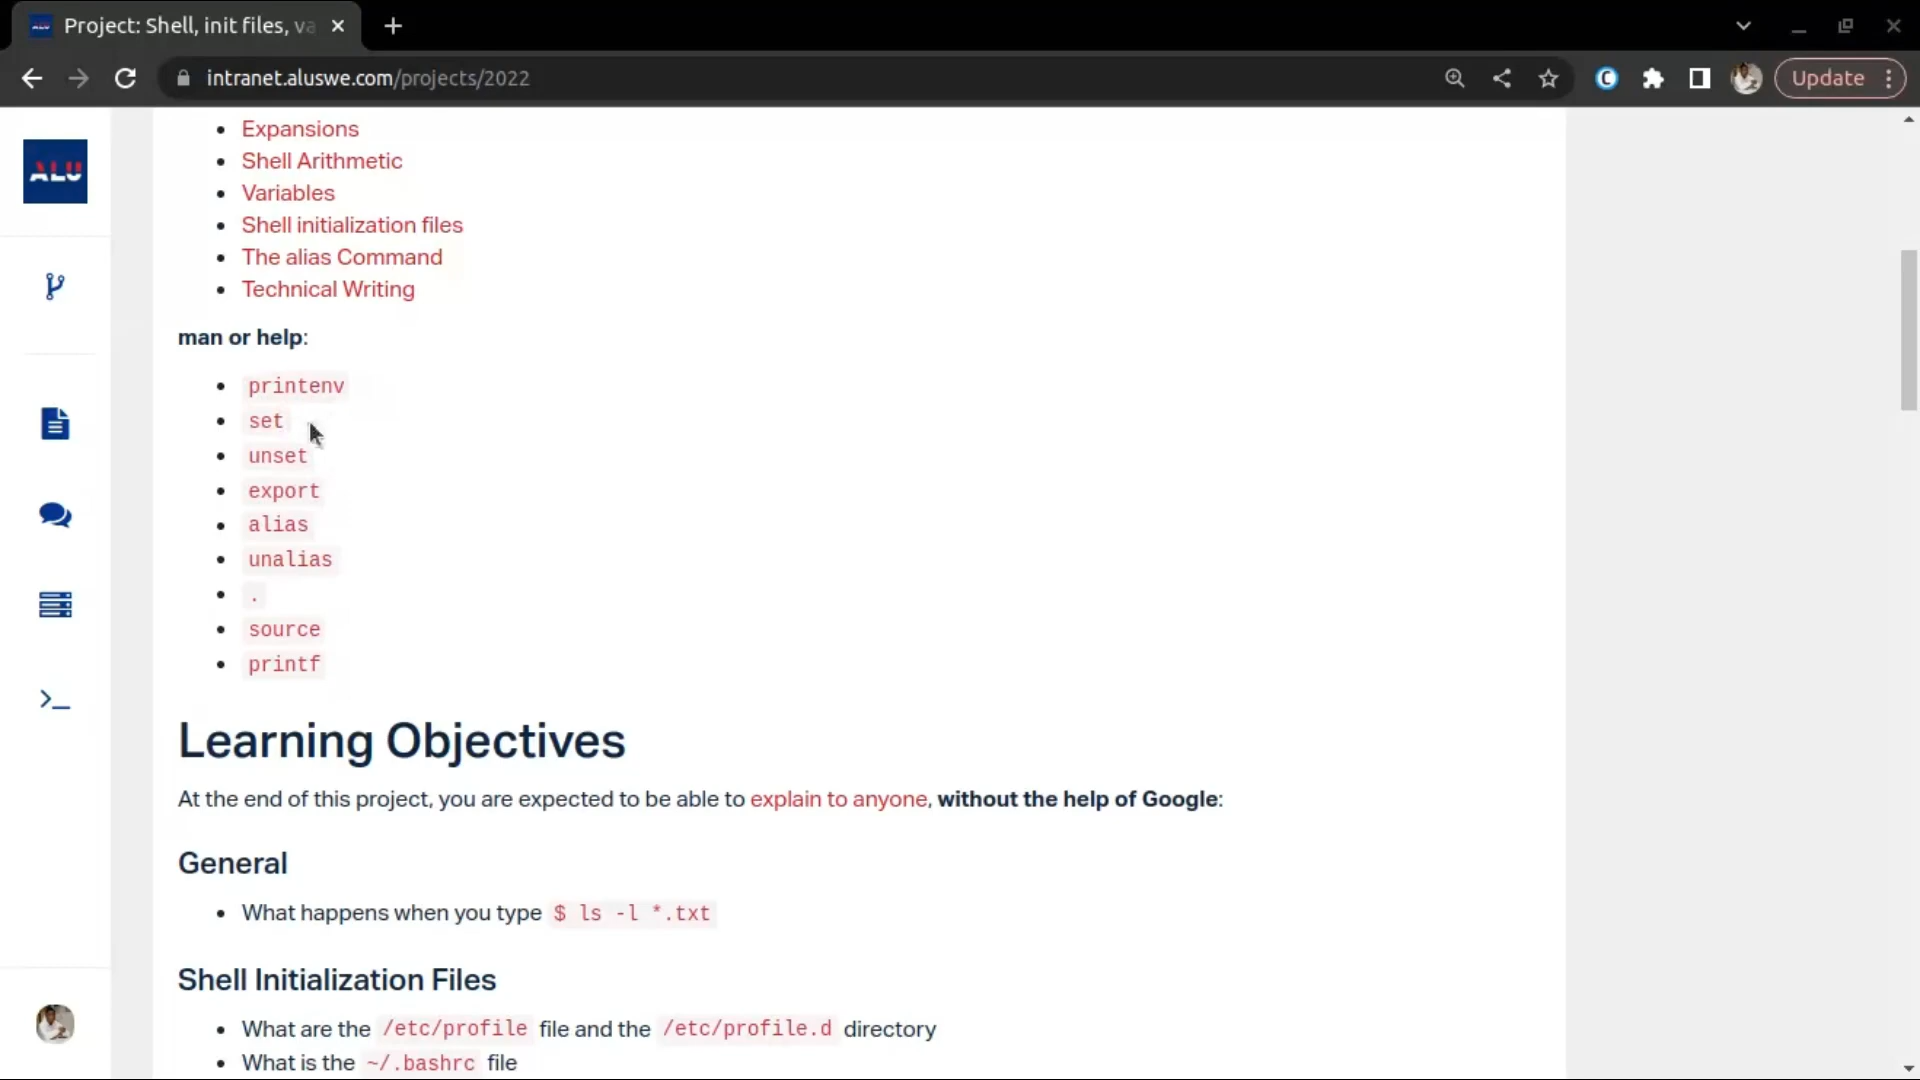 Project: Shell, init files, va
intranet.aluswe.com/projects/2022
Update
ALU
Expansions
Shell Arithmetic
Variables
Shell initialization files
The alias Command
Technical Writing
man or help:
printenv
set
unset
export
alias
unalias
.
source
printf
Learning Objectives
At the end of this project, you are expected to be able to explain to anyone, without the help of Google:
General
What happens when you type $ ls -l *.txt
Shell Initialization Files
What are the /etc/profile file and the /etc/profile.d directory
What is the ~/.bashrc file